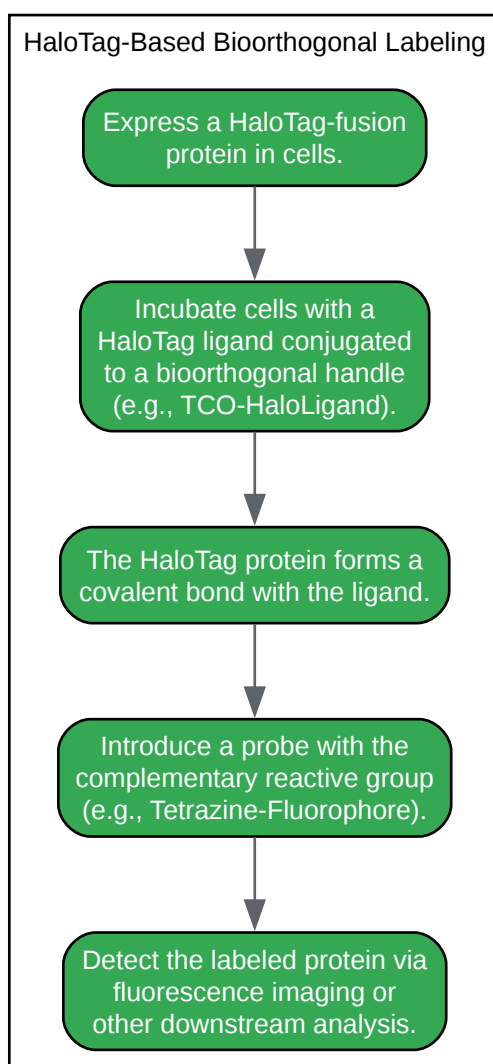 HaloTag-Based Bioorthogonal Labeling
Express a HaloTag-fusion
protein in cells.
Incubate cells with a
HaloTag ligand conjugated
to a bioorthogonal handle
(e.g., TCO-HaloLigand).
The HaloTag protein forms a
covalent bond with the ligand.
Introduce a probe with the
complementary reactive group
(e.g., Tetrazine-Fluorophore).
Detect the labeled protein via
fluorescence imaging or
other downstream analysis.